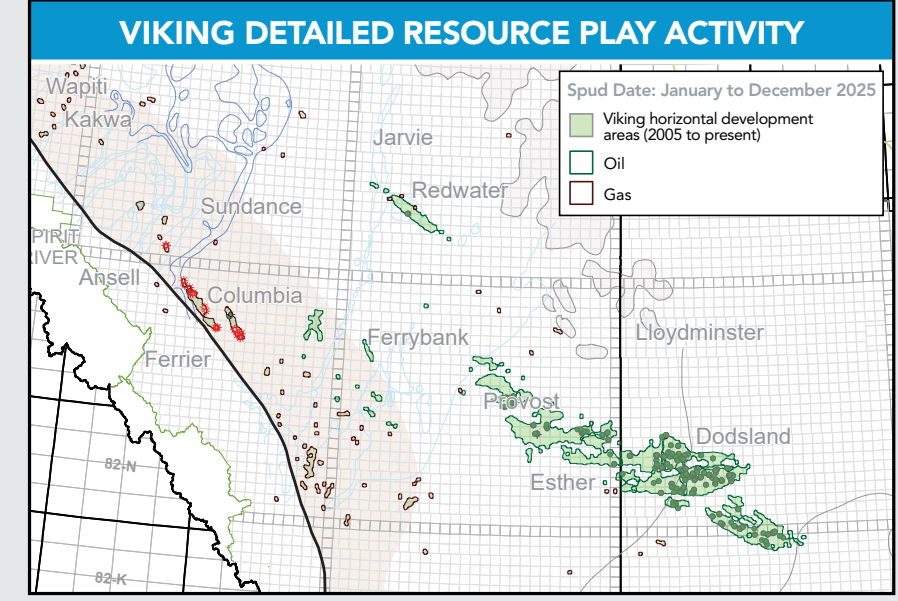 VIKING DETAILED RESOURCE PLAY ACTIVITY
Spud Date: January to December 2025
Viking horizontal development
areas (2005 to present)
Oil
Gas
Wapiti
Kakwa
Jarvie
Redwater
Sundance
PIRIT
IVER
Ansell
Columbia
Lloydminster
Ferrybank
Ferrier
Provost
Dodsland
82-N
Esther
82-K